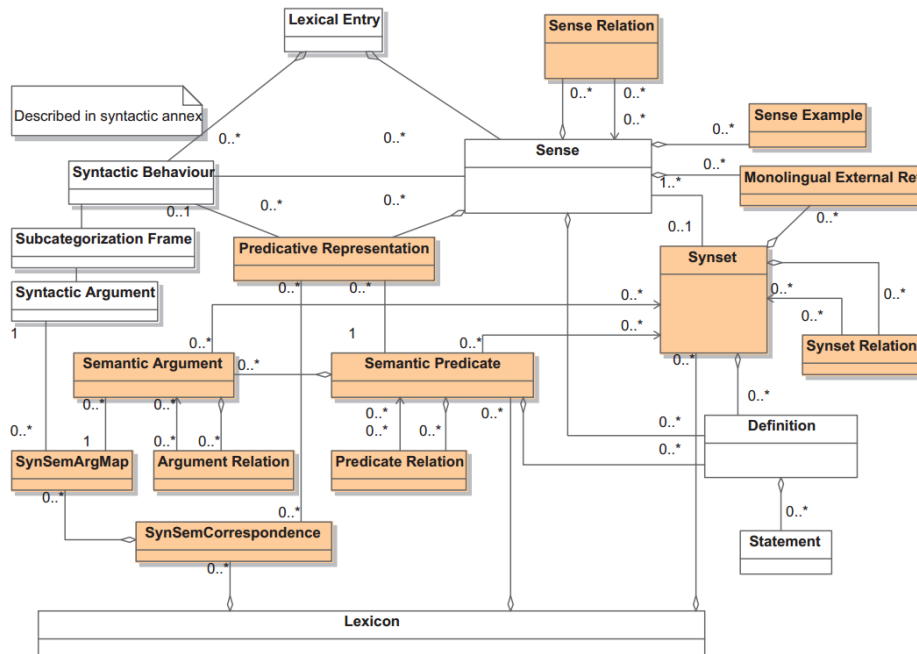 Lexical Entry
Sense Relation
Described in syntactic annex
0..*
0..*
0..*
0..*
0..*
0..*
Sense Example
Sense
Syntactic Behaviour
0..*
Monolingual External Ref
0..1
0..*
0..*
1..*
0..*
Subcategorization Frame
Predicative Representation
0..1
Synset
Syntactic Argument
0..*
0..*
0..*
0..*
0..*
1
0..*
1
0..*
0..*
Semantic Argument
0..*
Semantic Predicate
0..*
Synset Relation
0..*
0..*
0..*
0..*
0..*
0..*
0..*
1
0..*
0..*
0..*
0..*
0..*
0..*
Definition
SynSemArgMap
Argument Relation
Predicate Relation
0..*
0..*
0..*
SynSemCorrespondence
0..*
Statement
0..*
Lexicon